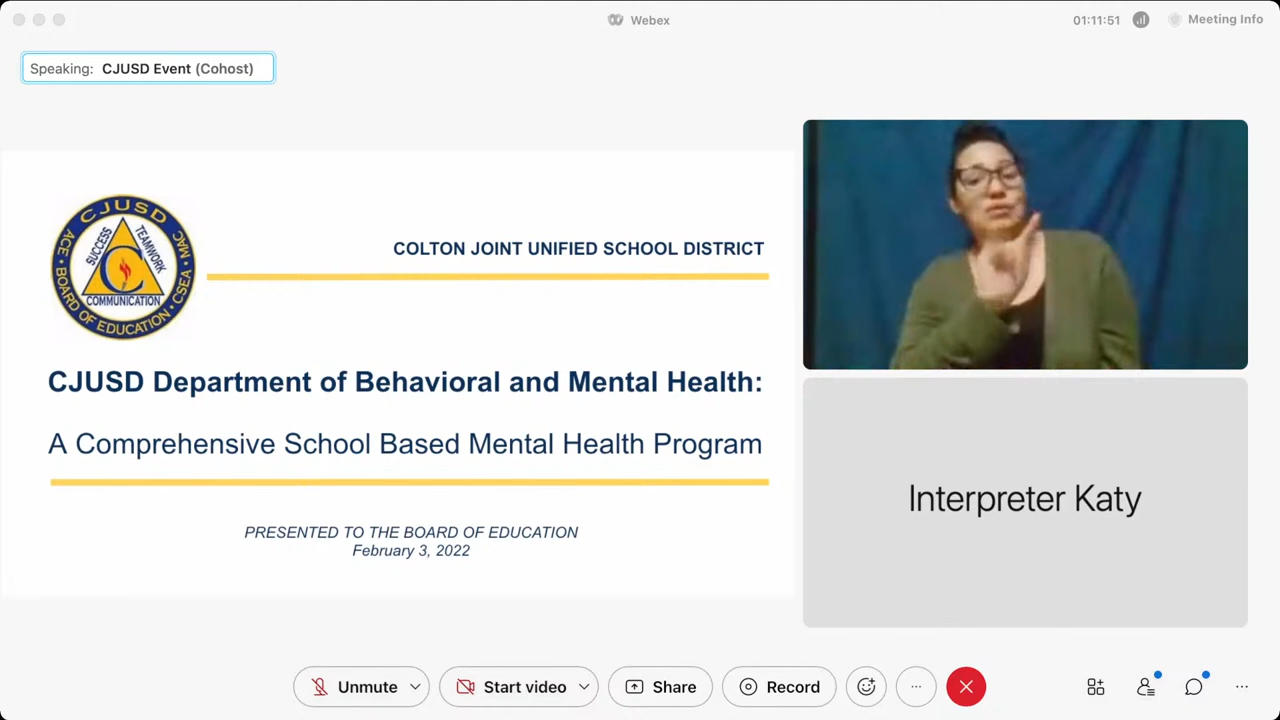 Webex
01:11:51
Meeting Info
Speaking: CJUSD Event (Cohost)
CJUSD
ACE · BOARD OF EDUCATION · CSEA · MAC
SUCCESS
TEAMWORK
C
COMMUNICATION
COLTON JOINT UNIFIED SCHOOL DISTRICT
CJUSD Department of Behavioral and Mental Health:
A Comprehensive School Based Mental Health Program
PRESENTED TO THE BOARD OF EDUCATION
February 3, 2022
Interpreter Katy
Unmute
Start video
Share
Record